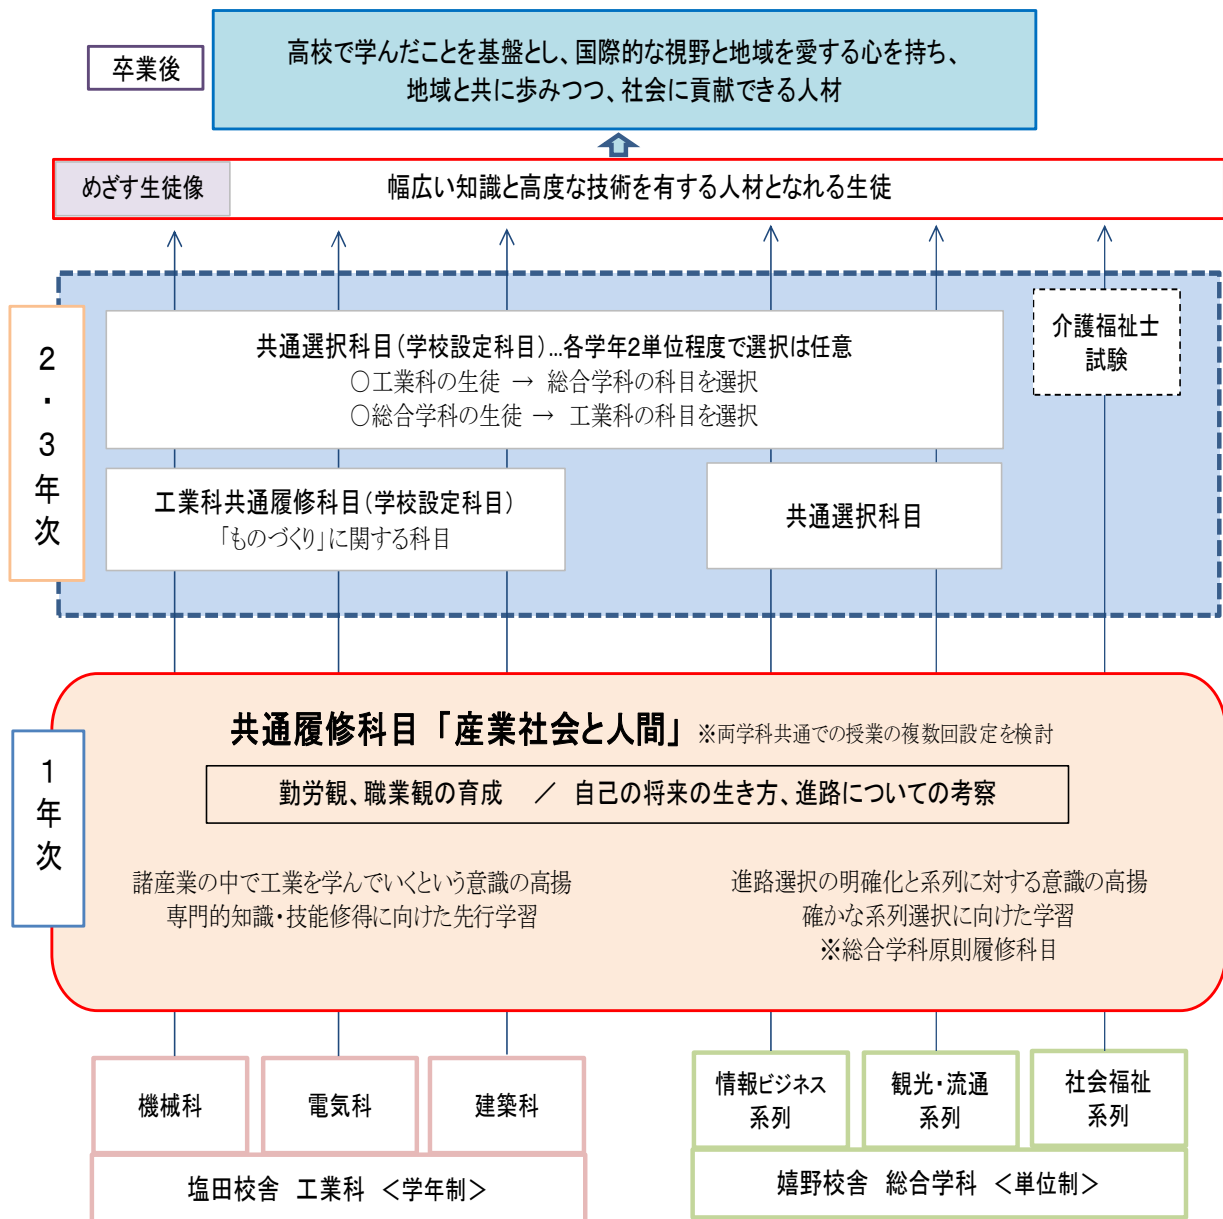 卒業後
高校で学んだことを基盤とし、国際的な視野と地域を愛する心を持ち、
地域と共に歩みつつ、社会に貢献できる人材
めざす生徒像
幅広い知識と高度な技術を有する人材となれる生徒
2・3年次
共通選択科目(学校設定科目)…各学年2単位程度で選択は任意
○工業科の生徒 → 総合学科の科目を選択
○総合学科の生徒 → 工業科の科目を選択
介護福祉士
試験
工業科共通履修科目(学校設定科目)
「ものづくり」に関する科目
共通選択科目
1年次
共通履修科目「産業社会と人間」 ※両学科共通での授業の複数回設定を検討
勤労観、職業観の育成 / 自己の将来の生き方、進路についての考察
諸産業の中で工業を学んでいくという意識の高揚
専門的知識・技能修得に向けた先行学習
進路選択の明確化と系列に対する意識の高揚
確かな系列選択に向けた学習
※総合学科原則履修科目
機械科
電気科
建築科
情報ビジネス
系列
観光・流通
系列
社会福祉
系列
塩田校舎 工業科 <学年制>
嬉野校舎 総合学科 <単位制>